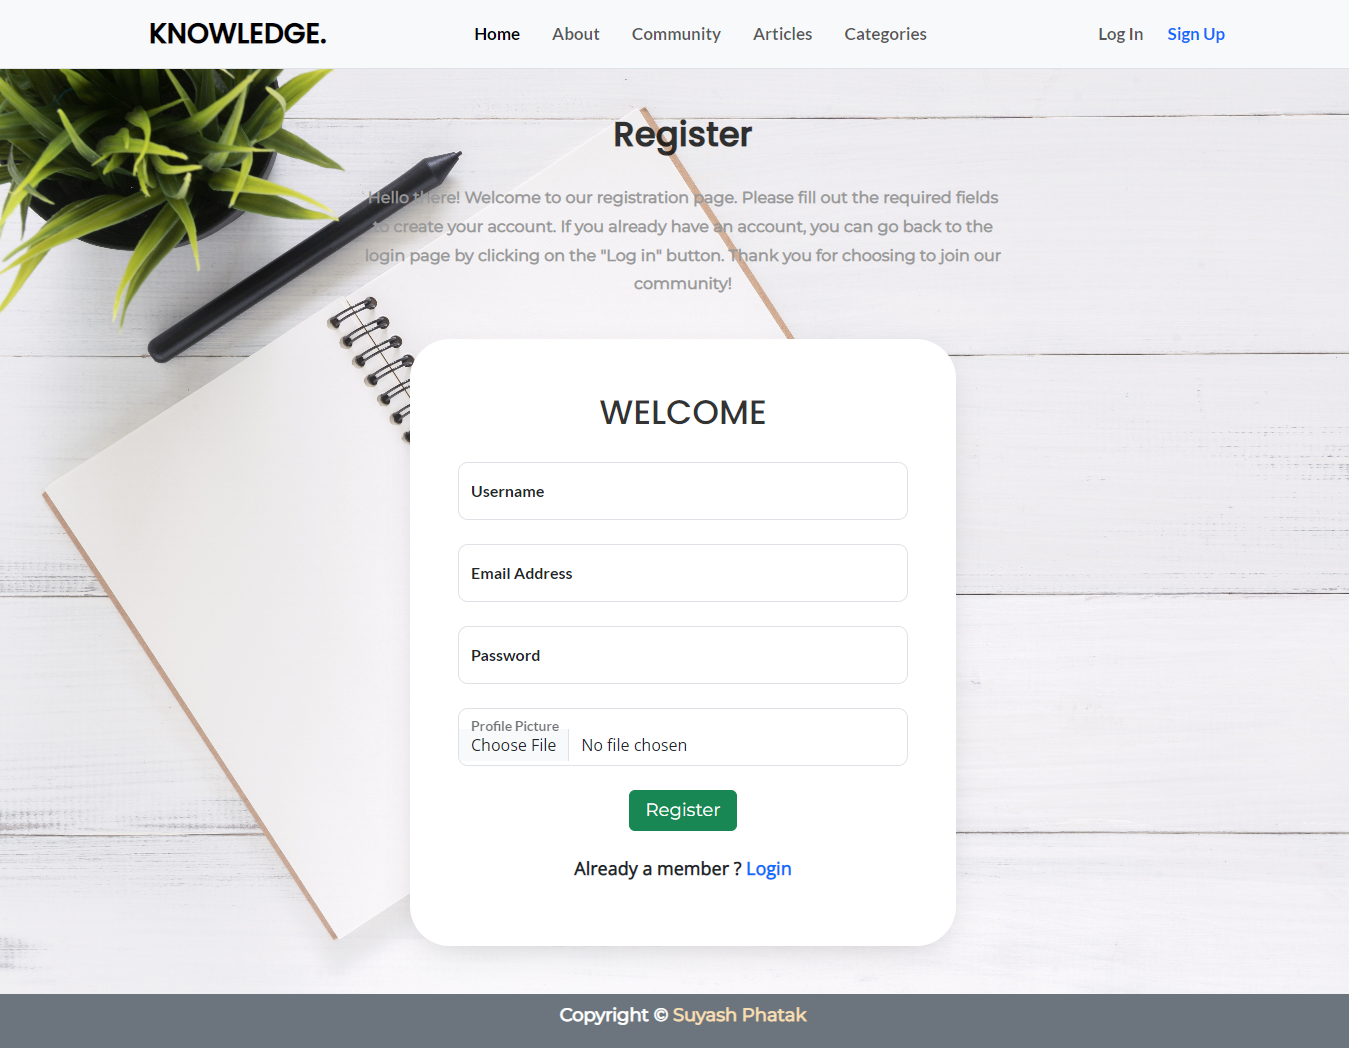 KNOWLEDGE.
Home
About
Community
Articles
Categories
Log In
Sign Up
Register
Hello there! Welcome to our registration page. Please fill out the required fields
to create your account. If you already have an account, you can go back to the
login page by clicking on the "Log in" button. Thank you for choosing to join our
community!
WELCOME
Username
Email Address
Password
Profile Picture
Choose File No file chosen
Register
Already a member ? Login
Copyright © Suyash Phatak